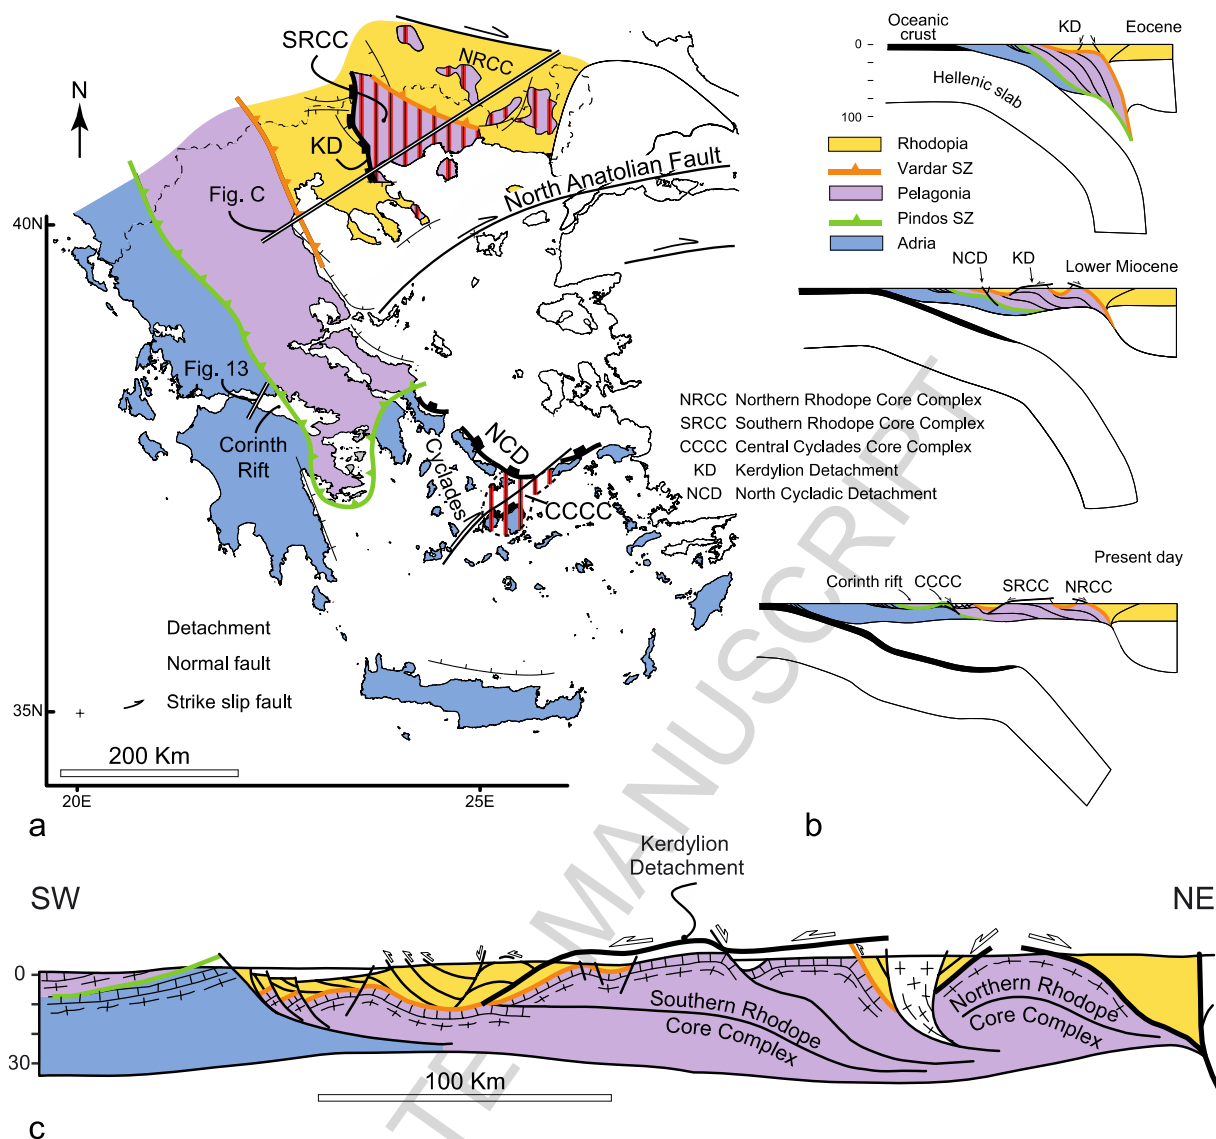 SRCC
NRCC
N
KD
Fig. C
North Anatolian Fault
40N
Fig. 13
Corinth
Rift
Cyclades
NCD
CCCC
Detachment
Normal fault
Strike slip fault
35N
200 Km
20E
25E
a
Oceanic
crust
KD
Eocene
0
Hellenic slab
100
Rhodopia
Vardar SZ
Pelagonia
Pindos SZ
Adria
NCD
KD
Lower Miocene
NRCC Northern Rhodope Core Complex
SRCC Southern Rhodope Core Complex
CCCC Central Cyclades Core Complex
KD Kerdylion Detachment
NCD North Cycladic Detachment
Present day
Corinth rift
CCCC
SRCC
NRCC
b
Kerdylion
Detachment
SW
NE
0
30
Southern Rhodope
Core Complex
Northern Rhodope
Core Complex
100 Km
c
TE MANUSCRIPT